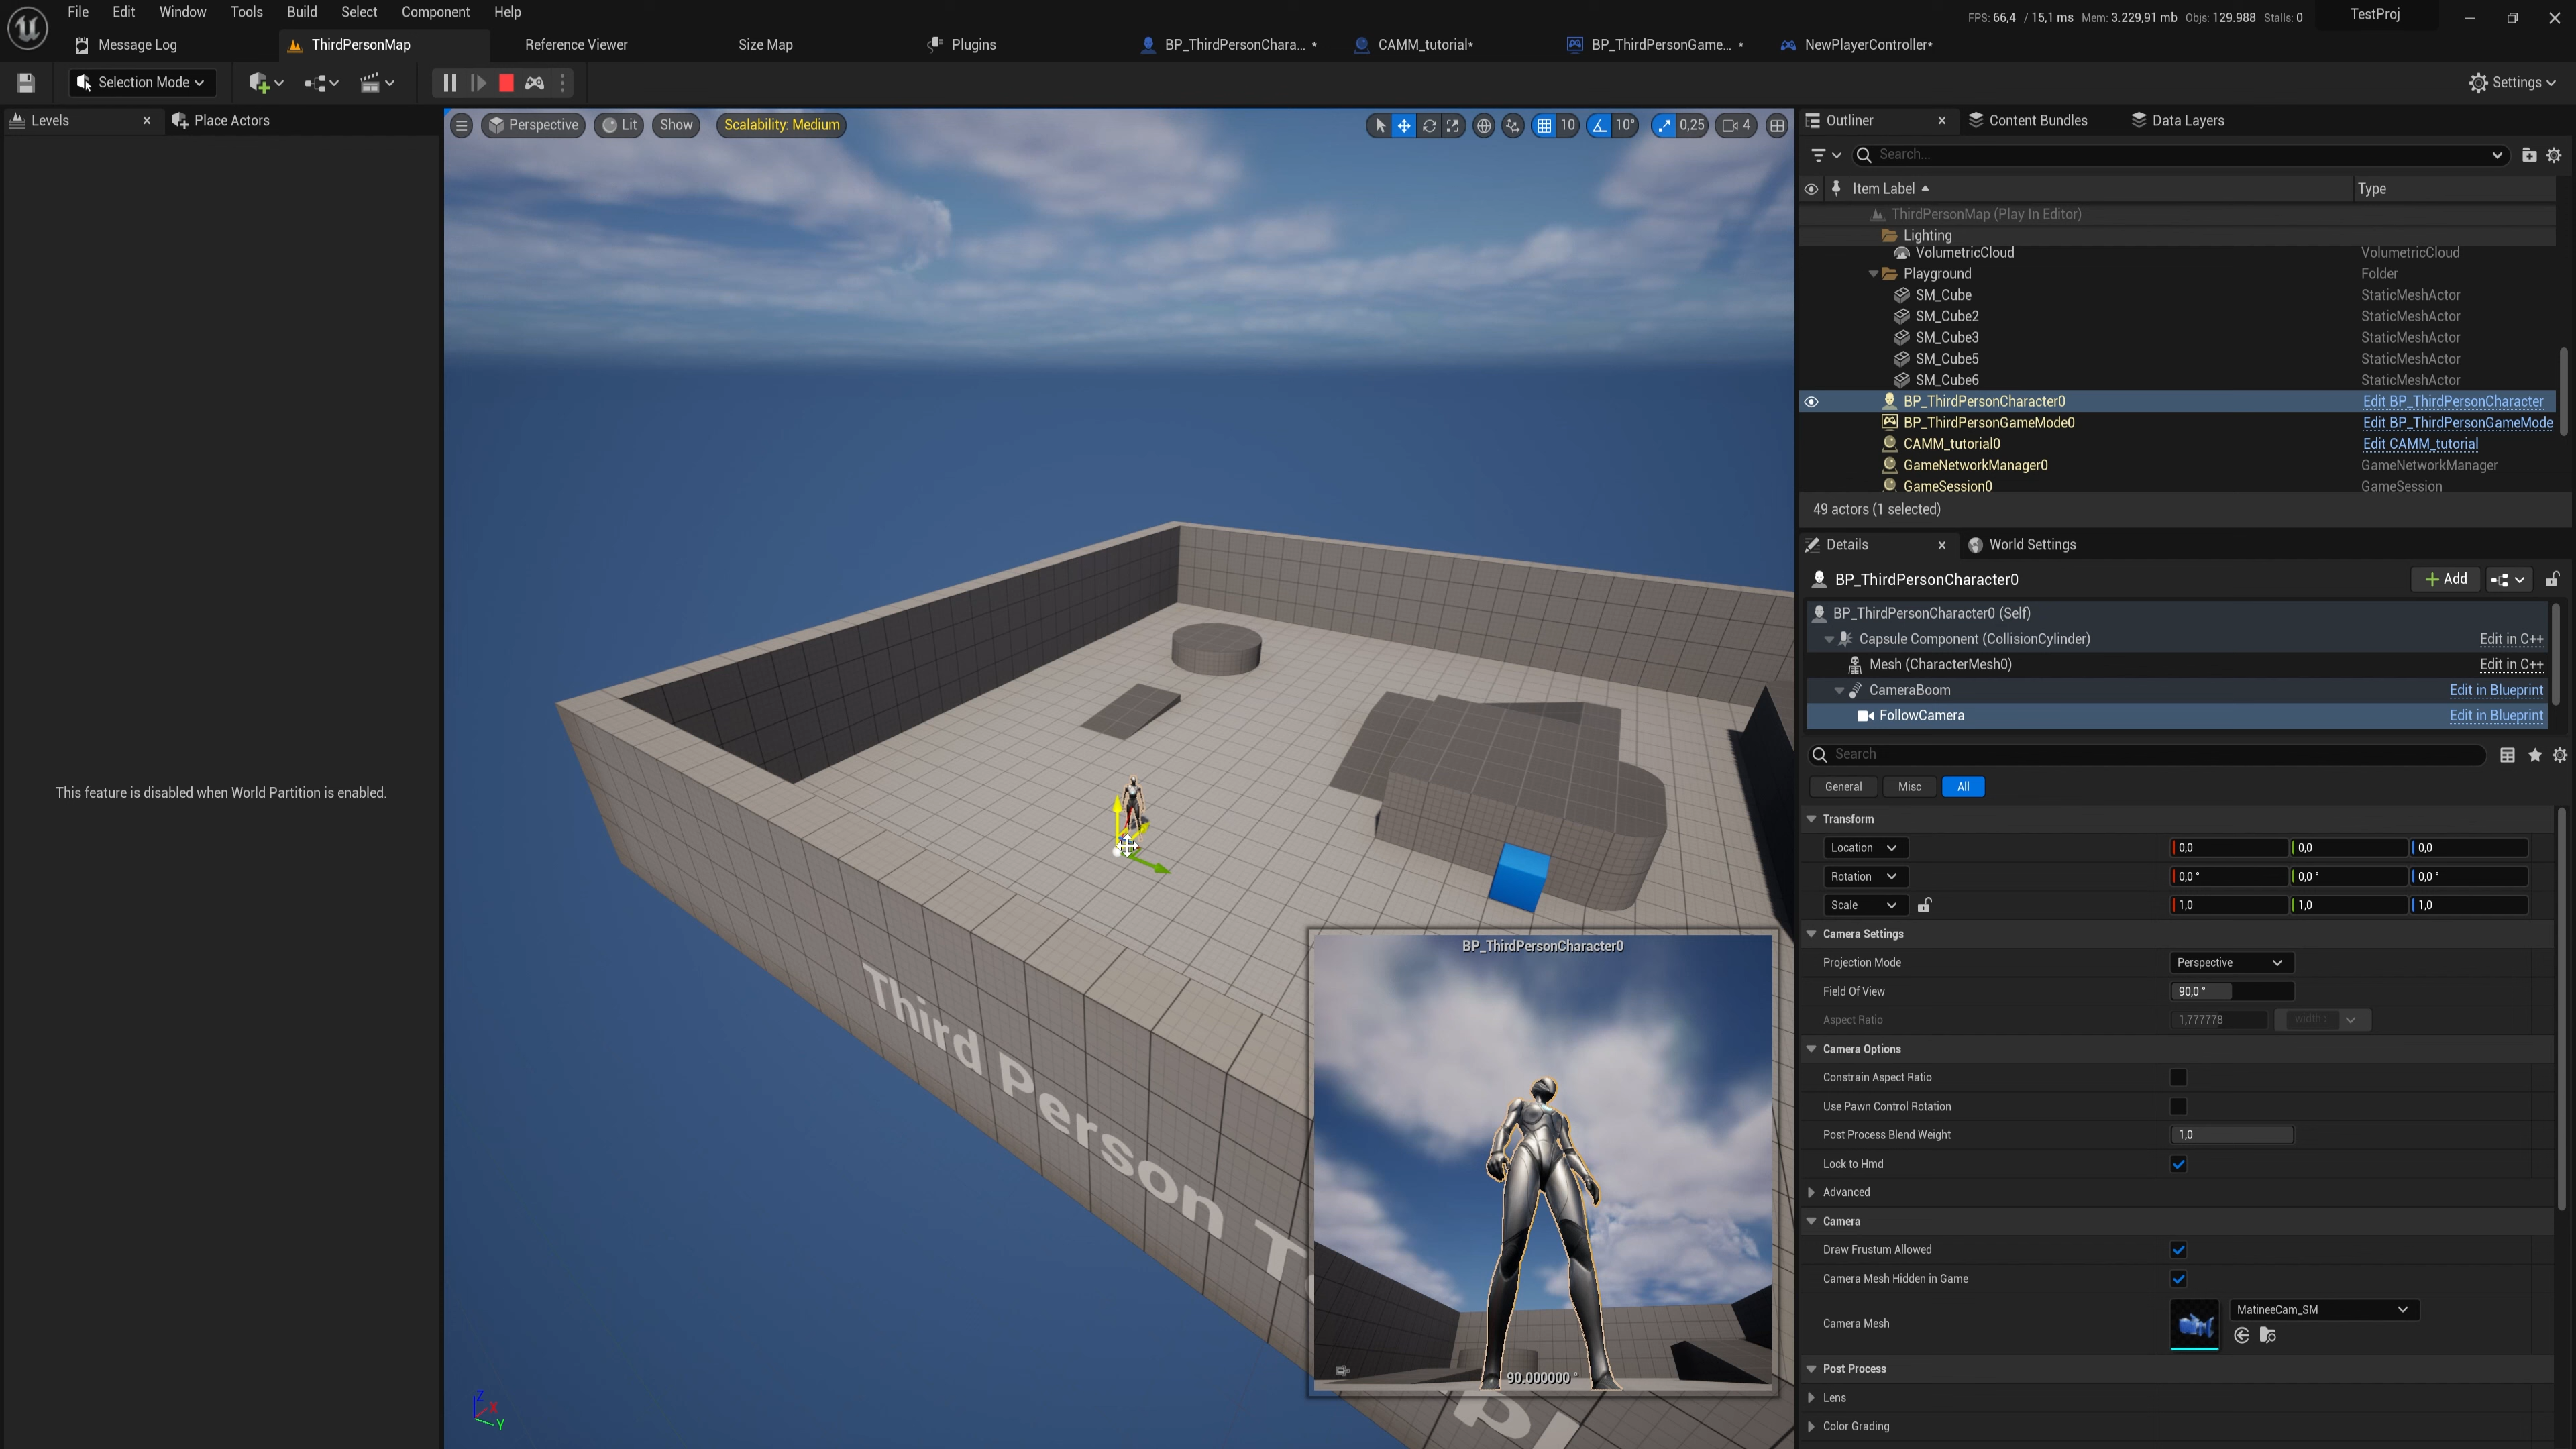 File Edit Window Tools Build Select Component Help
FPS: 66,4 / 15,1 ms Mem: 3.229,91 mb Objs: 129.988 Stalls: 0
TestProj
Message Log
ThirdPersonMap
Reference Viewer
Size Map
Plugins
BP_ThirdPersonChara... *
CAMM_tutorial*
BP_ThirdPersonGame... *
NewPlayerController*
Selection Mode
Settings
Levels
Place Actors
Perspective
Lit
Show
Scalability: Medium
10
10°
0,25
4
Outliner
Content Bundles
Data Layers
Search...
Item Label
Type
ThirdPersonMap (Play In Editor)
Lighting
VolumetricCloud VolumetricCloud
Playground Folder
SM_Cube StaticMeshActor
SM_Cube2 StaticMeshActor
SM_Cube3 StaticMeshActor
SM_Cube5 StaticMeshActor
SM_Cube6 StaticMeshActor
BP_ThirdPersonCharacter0 Edit BP_ThirdPersonCharacter
BP_ThirdPersonGameMode0 Edit BP_ThirdPersonGameMode
CAMM_tutorial0 Edit CAMM_tutorial
GameNetworkManager0 GameNetworkManager
GameSession0 GameSession
49 actors (1 selected)
Details
World Settings
BP_ThirdPersonCharacter0
Add
BP_ThirdPersonCharacter0 (Self)
Capsule Component (CollisionCylinder) Edit in C++
Mesh (CharacterMesh0) Edit in C++
CameraBoom Edit in Blueprint
FollowCamera Edit in Blueprint
Search
General Misc All
Transform
Location 0,0 0,0 0,0
Rotation 0,0 ° 0,0 ° 0,0 °
Scale 1,0 1,0 1,0
Camera Settings
Projection Mode Perspective
Field Of View 90,0 °
Aspect Ratio 1,777778 width :
Camera Options
Constrain Aspect Ratio
Use Pawn Control Rotation
Post Process Blend Weight 1,0
Lock to Hmd
Advanced
Camera
Draw Frustum Allowed
Camera Mesh Hidden in Game
Camera Mesh MatineeCam_SM
Post Process
Lens
Color Grading
This feature is disabled when World Partition is enabled.
Third Person Te
pl
BP_ThirdPersonCharacter0
90.000000 °
Z
X
Y